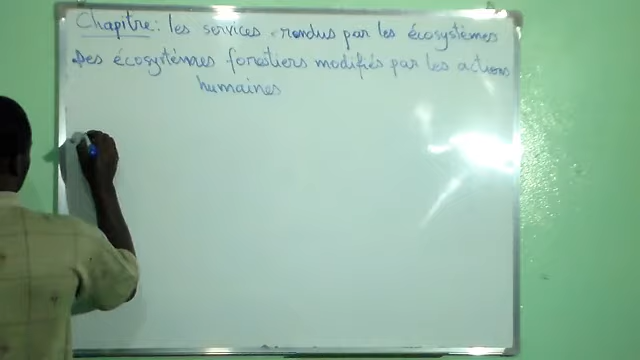 Chapitre: les services rendus par les écosystèmes
Des écosystèmes forestiers modifiés par les actions
humaines